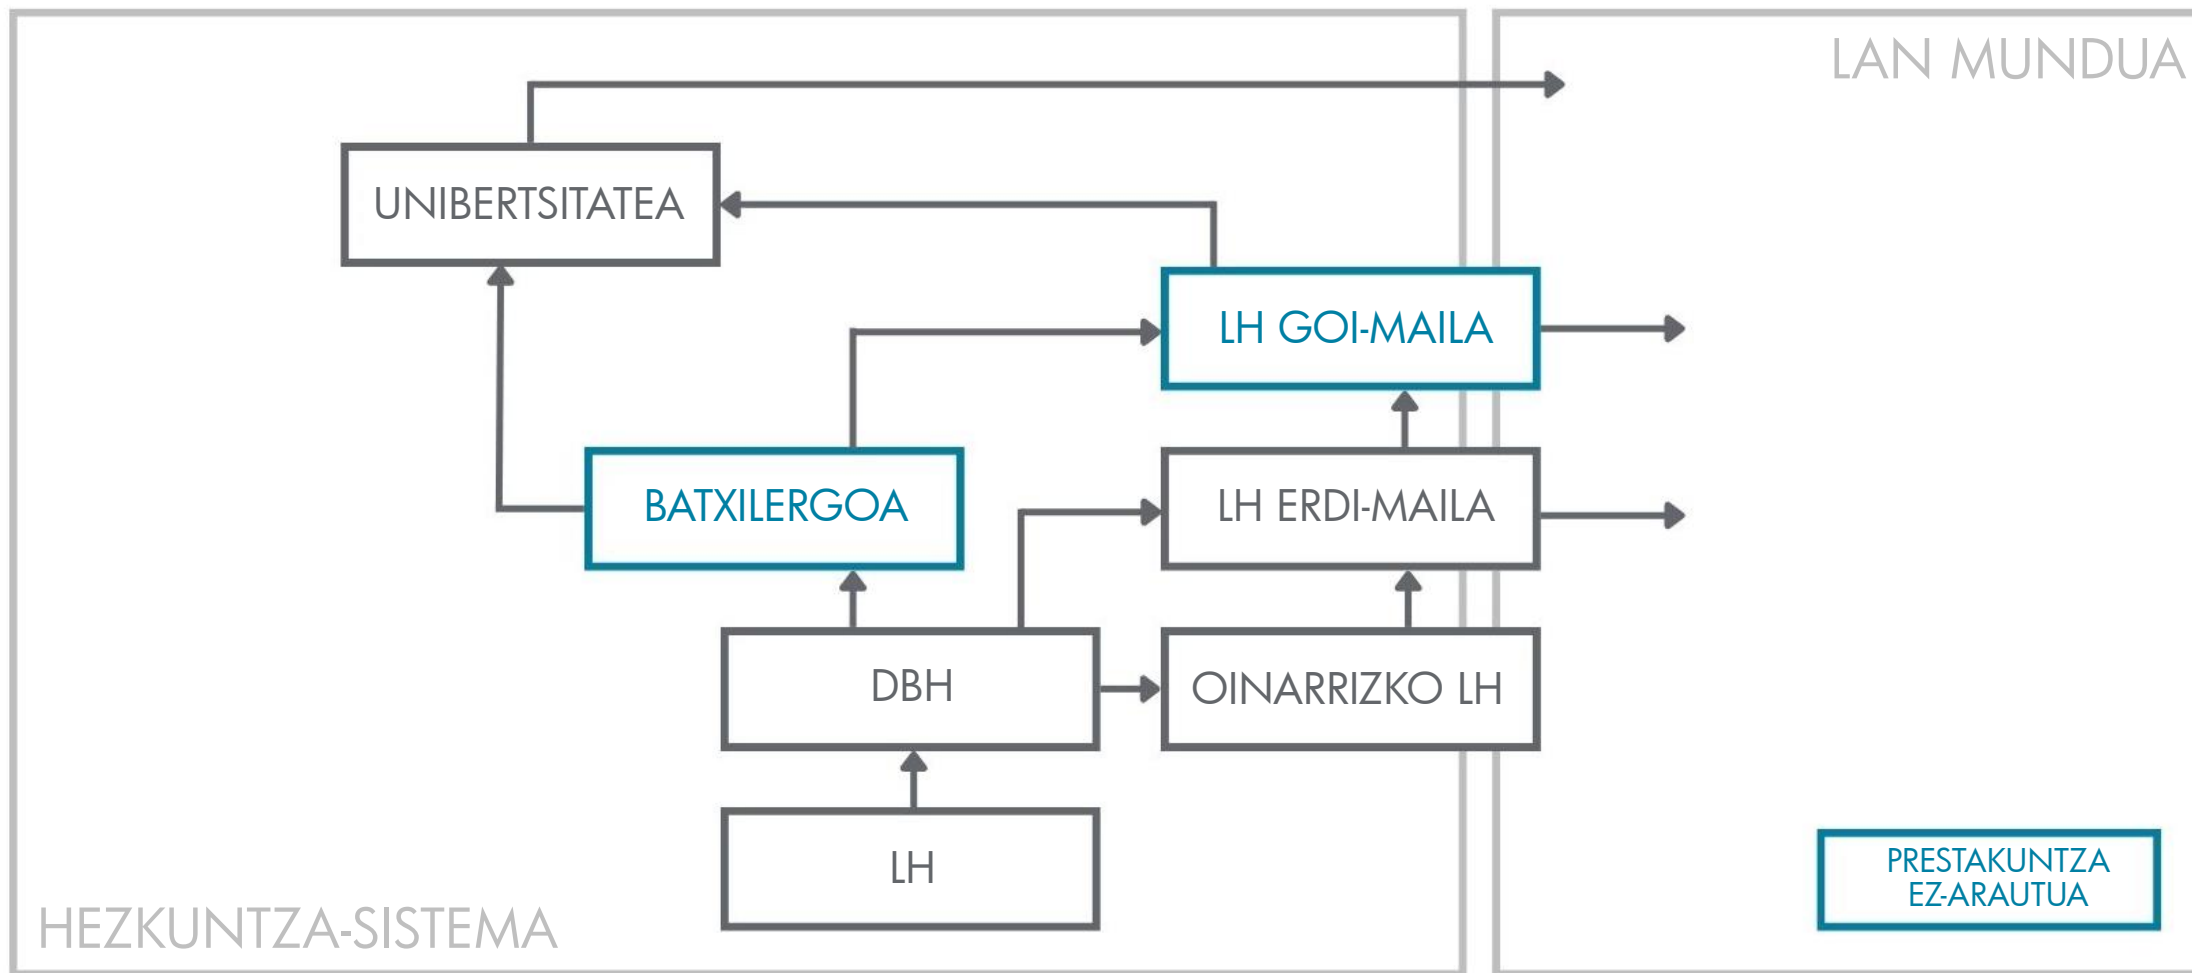 LAN MUNDUA
UNIBERTSITATEA
LH GOI-MAILA
BATXILERGOA
LH ERDI-MAILA
DBH
OINARRIZKO LH
LH
PRESTAKUNTZA
EZ-ARAUTUA
HEZKUNTZA-SISTEMA